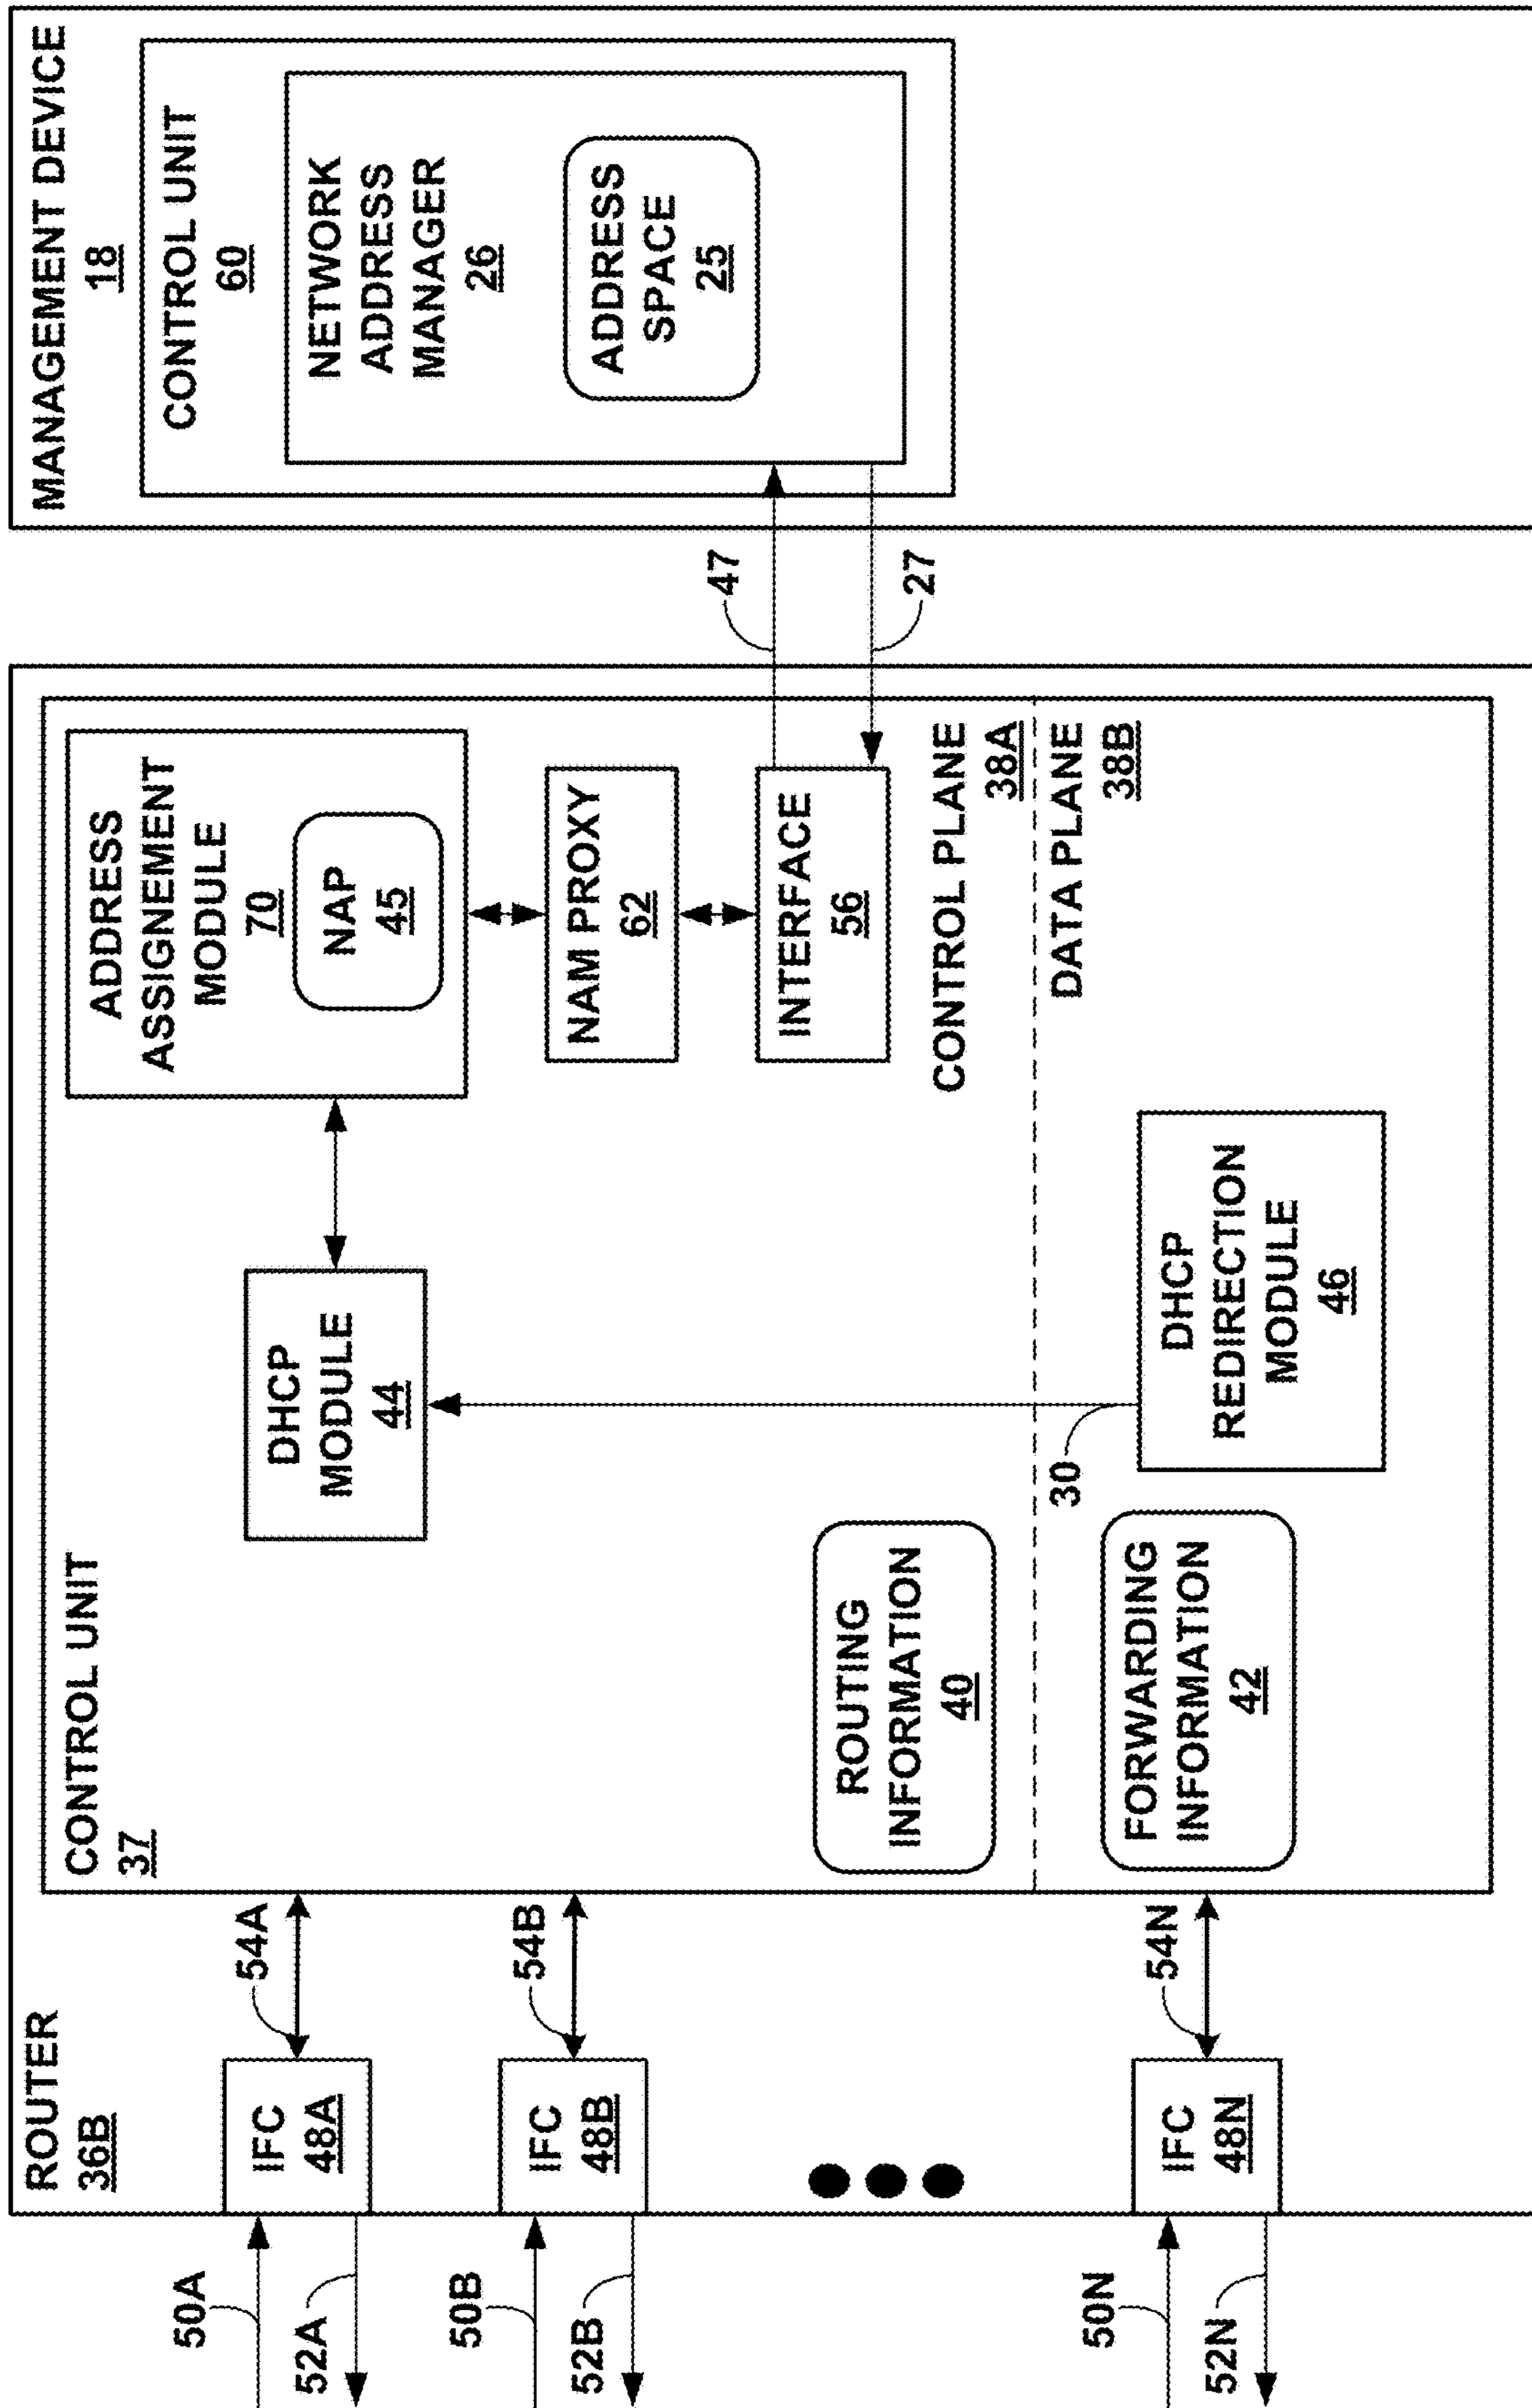 ROUTER
36B
CONTROL UNIT
37
50A
52A
IFC
48A
54A
50B
52B
IFC
48B
54B
50N
52N
IFC
48N
54N
DHCP
MODULE
44
ADDRESS
ASSIGNEMENT
MODULE
70
NAP
45
NAM PROXY
62
INTERFACE
56
ROUTING
INFORMATION
40
CONTROL PLANE
38A
DATA PLANE
38B
30
FORWARDING
INFORMATION
42
DHCP
REDIRECTION
MODULE
46
47
27
MANAGEMENT DEVICE
18
CONTROL UNIT
60
NETWORK
ADDRESS
MANAGER
26
ADDRESS
SPACE
25